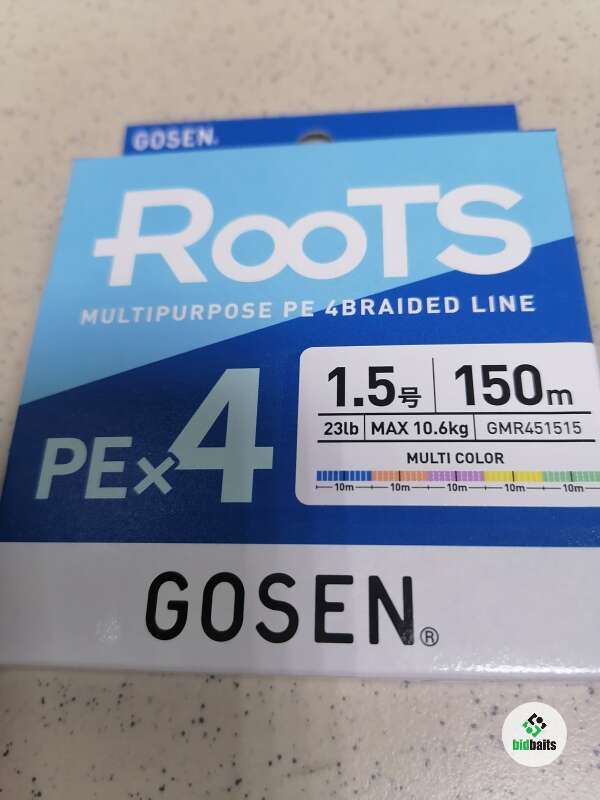 GOSEN.
ROOTS
MULTIPURPOSE PE 4BRAIDED LINE
PE×4
1.5号 150m
23lb MAX 10.6kg GMR451515
MULTI COLOR
10m 10m 10m 10m 10m
GOSEN®
bidbaits